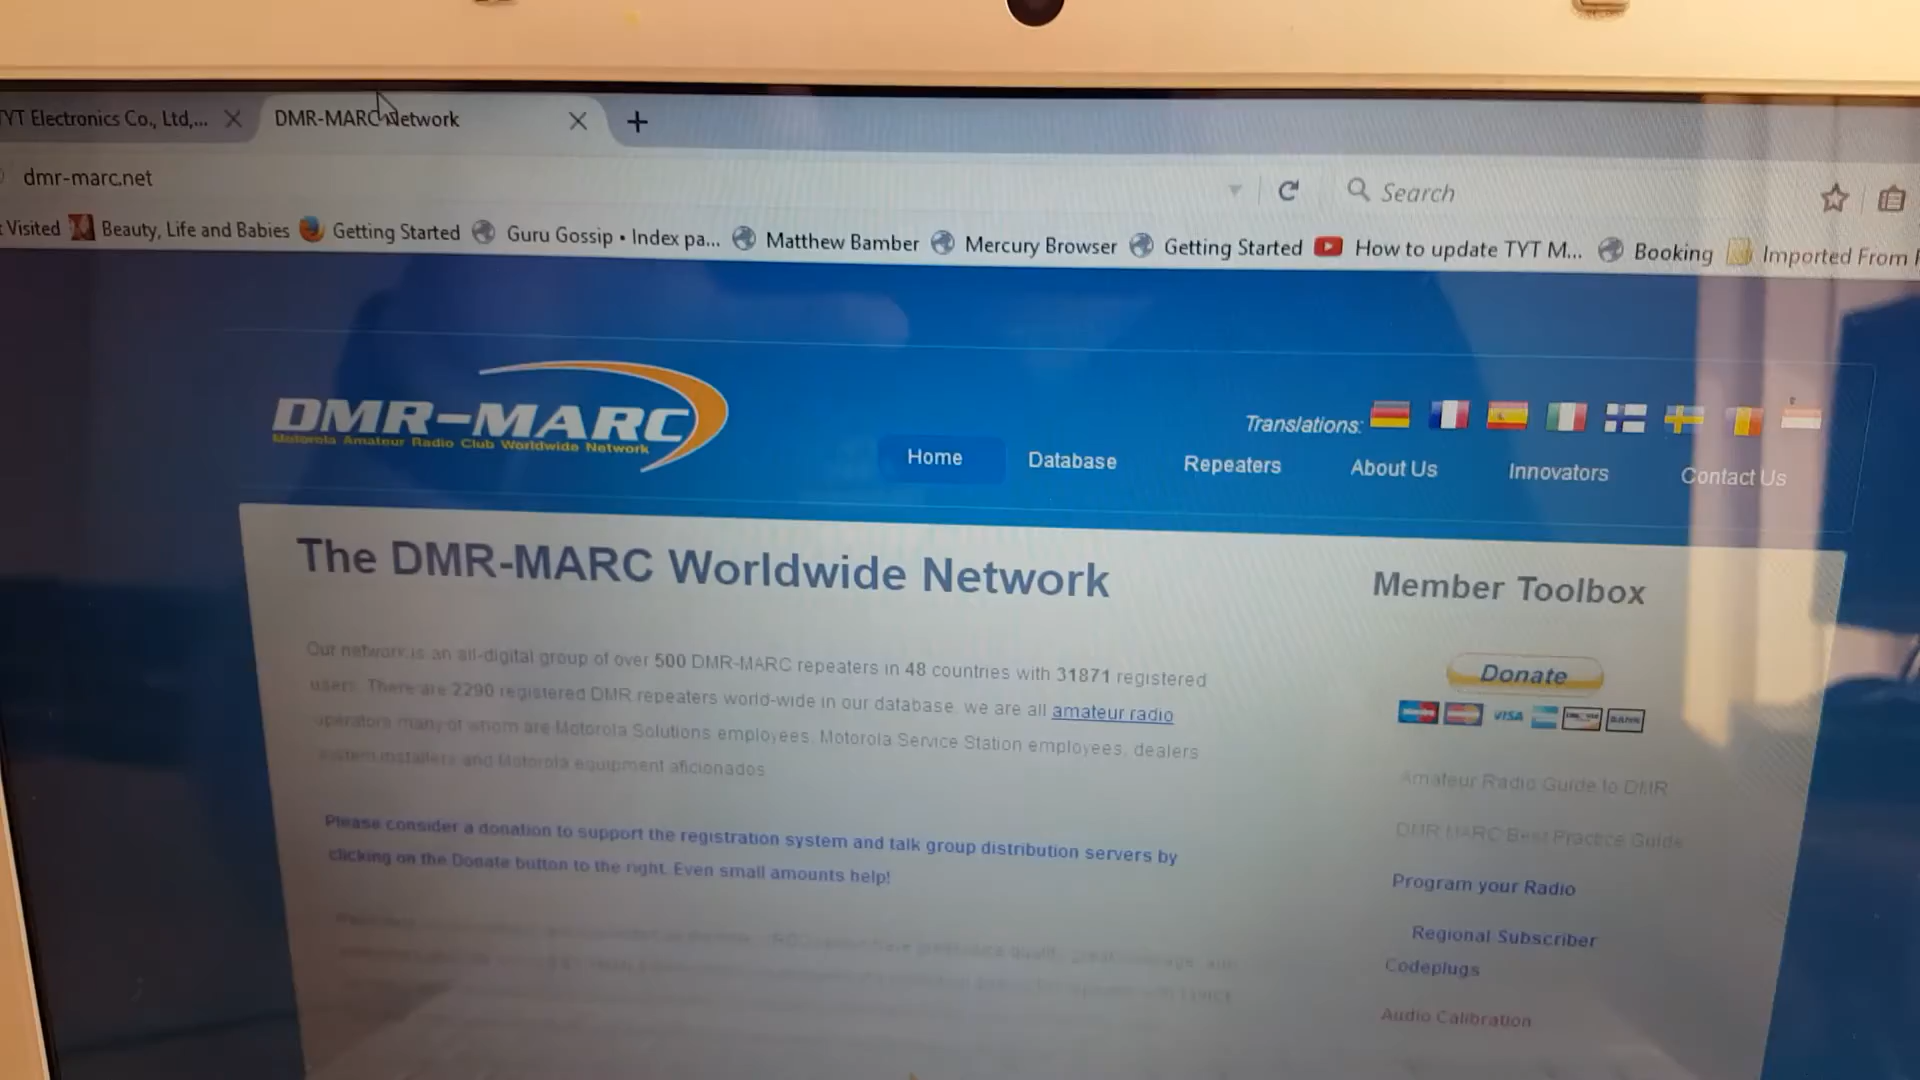 TYT Electronics Co., Ltd,...
DMR-MARC Network
dmr-marc.net
Search
Visited Beauty, Life and Babies Getting Started Guru Gossip • Index pa... Matthew Bamber Mercury Browser Getting Started How to update TYT M... Booking Imported From F
DMR-MARC
Motorola Amateur Radio Club Worldwide Network
Translations:
Home Database Repeaters About Us Innovators Contact Us
The DMR-MARC Worldwide Network
Our network is an all-digital group of over 500 DMR-MARC repeaters in 48 countries with 31871 registered
users. There are 2290 registered DMR repeaters world-wide in our database. we are all amateur radio
operators many of whom are Motorola Solutions employees, Motorola Service Station employees, dealers
system installers and Motorola equipment aficionados
Please consider a donation to support the registration system and talk group distribution servers by
clicking on the Donate button to the right. Even small amounts help!
Member Toolbox
Donate
VISA
Amateur Radio Guide to DMR
DMR MARC Best Practice Guide
Program your Radio
Regional Subscriber
Codeplugs
Audio Calibration